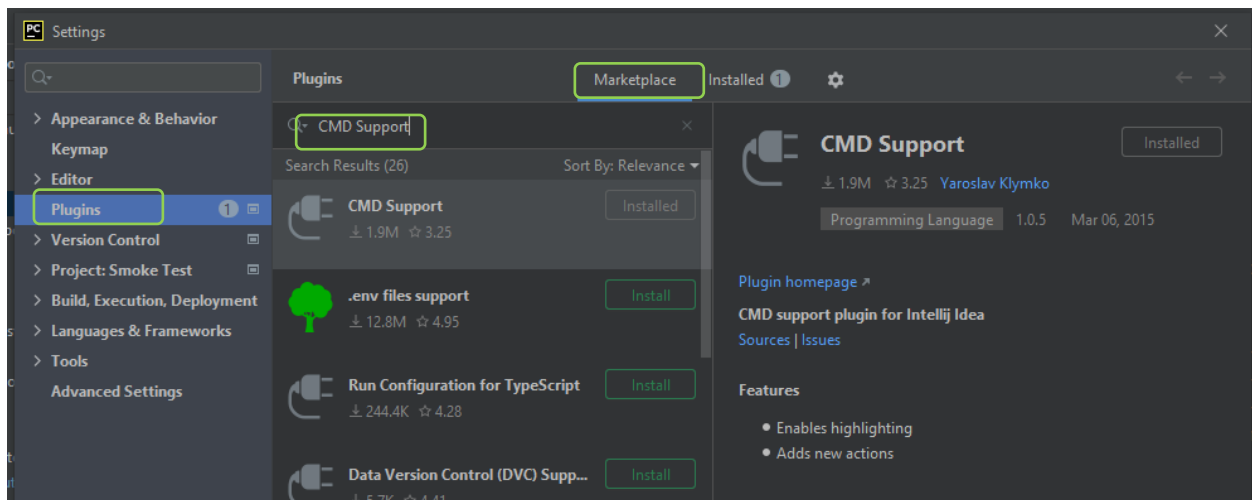 PC Settings
Plugins Marketplace Installed 1
Appearance & Behavior
Keymap
Editor
Plugins 1
Version Control
Project: Smoke Test
Build, Execution, Deployment
Languages & Frameworks
Tools
Advanced Settings
CMD Support
Search Results (26) Sort By: Relevance
CMD Support Installed
1.9M 3.25
.env files support Install
12.8M 4.95
Run Configuration for TypeScript Install
244.4K 4.28
Data Version Control (DVC) Supp... Install
5.7K 4.41
CMD Support Installed
1.9M 3.25 Yaroslav Klymko
Programming Language 1.0.5 Mar 06, 2015
Plugin homepage
CMD support plugin for Intellij Idea
Sources | Issues
Features
Enables highlighting
Adds new actions